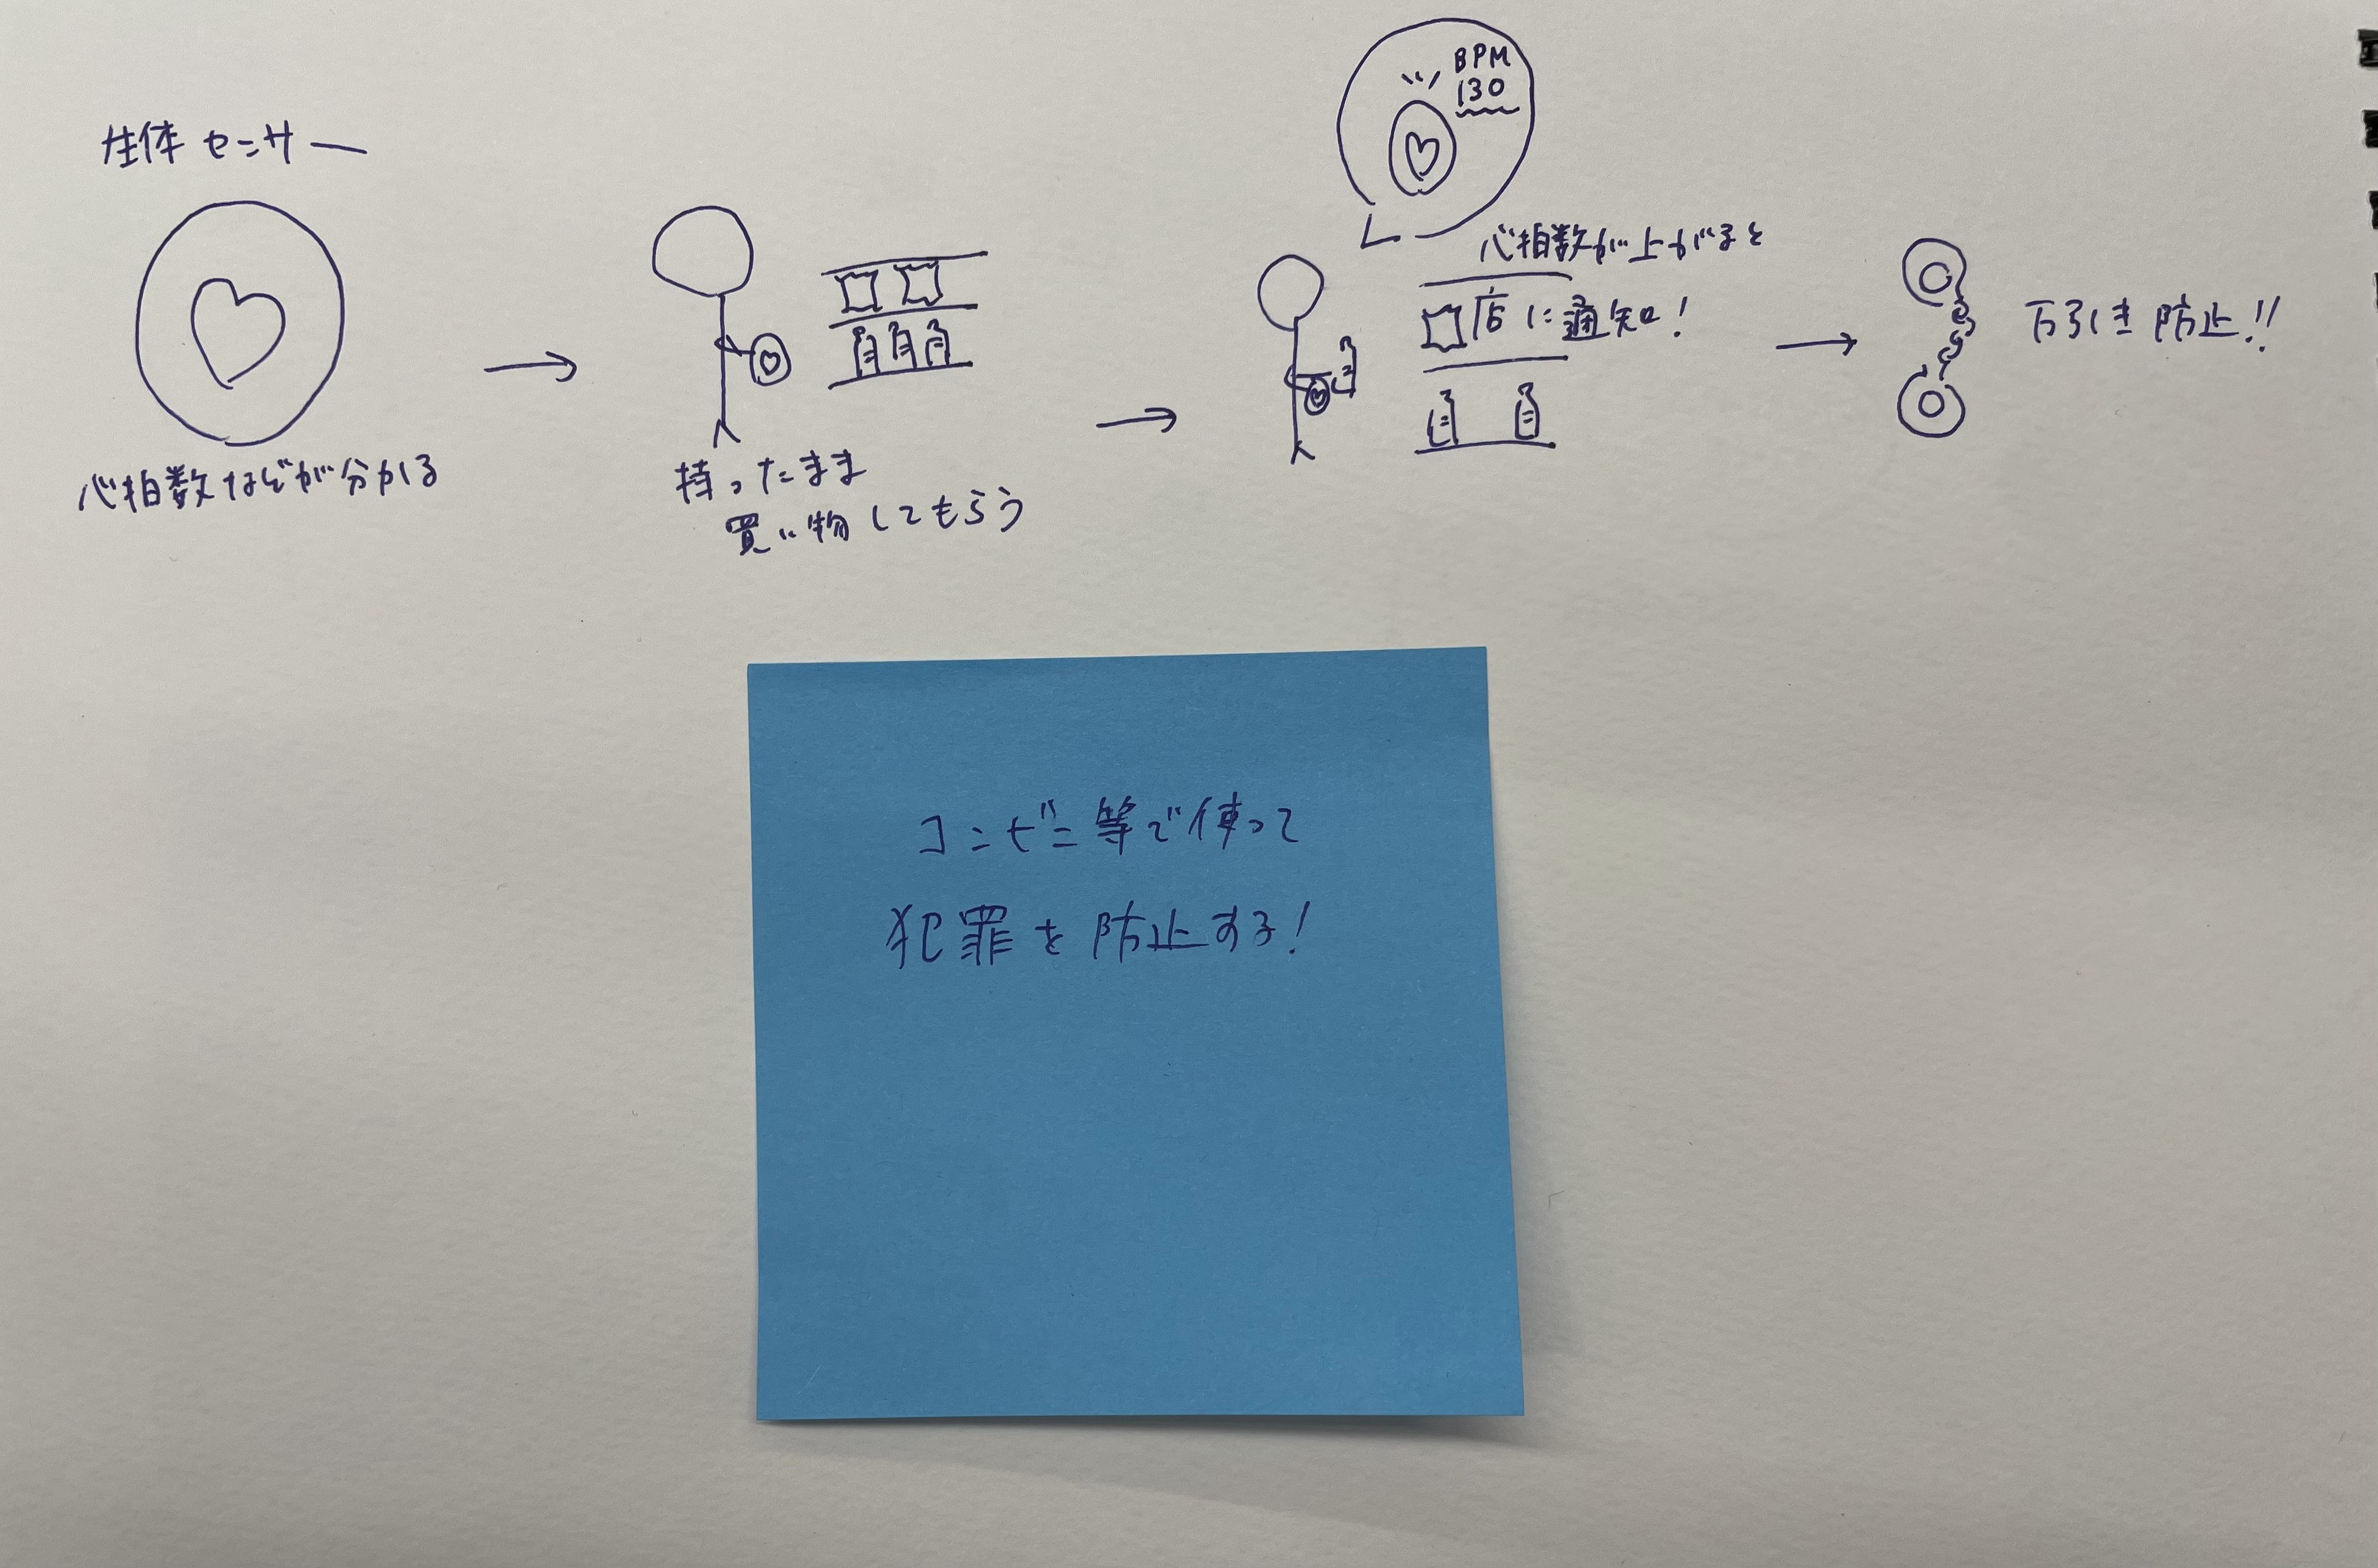 生体センサー
心拍数などが分かる
持ったまま
買い物してもらう
BPM
130
心拍数が上がると
店に通知!
万引き防止!!
コンビニ等で使って
犯罪を防止する!